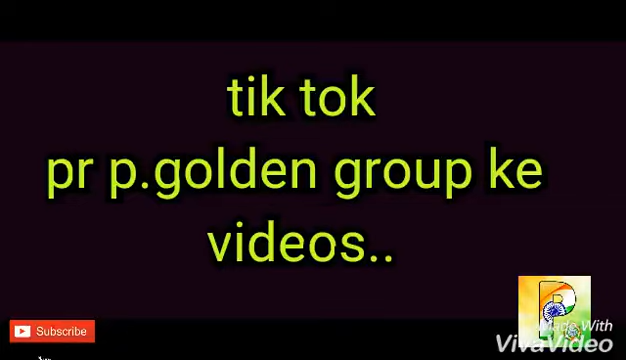 tik tok
pr p.golden group ke
videos..
P
Subscribe
Made With
VivaVideo